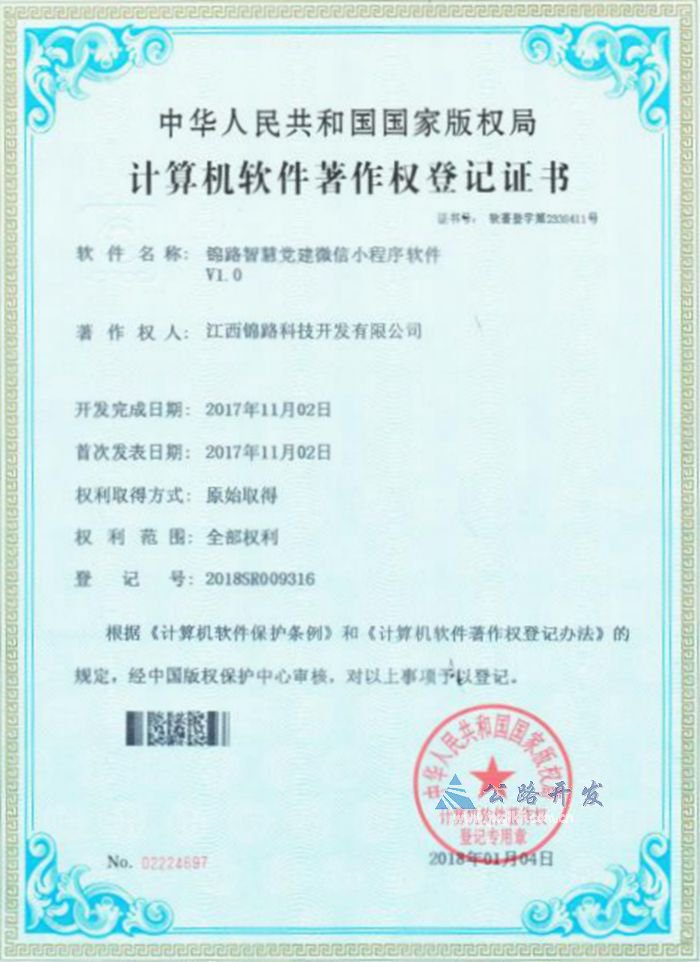 中华人民共和国国家版权局
计算机软件著作权登记证书
证书号： 软著登字第2338411号
软件名称： 锦路智慧党建微信小程序软件
V1.0
著作权人： 江西锦路科技开发有限公司
开发完成日期： 2017年11月02日
首次发表日期： 2017年11月02日
权利取得方式： 原始取得
权利范围： 全部权利
登记号： 2018SR009316
根据《计算机软件保护条例》和《计算机软件著作权登记办法》的
规定，经中国版权保护中心审核，对以上事项予以登记。
中华人民共和国国家版权局
公路开发
计算机软件著作权
登记专用章
No. 02224697
2018年01月04日